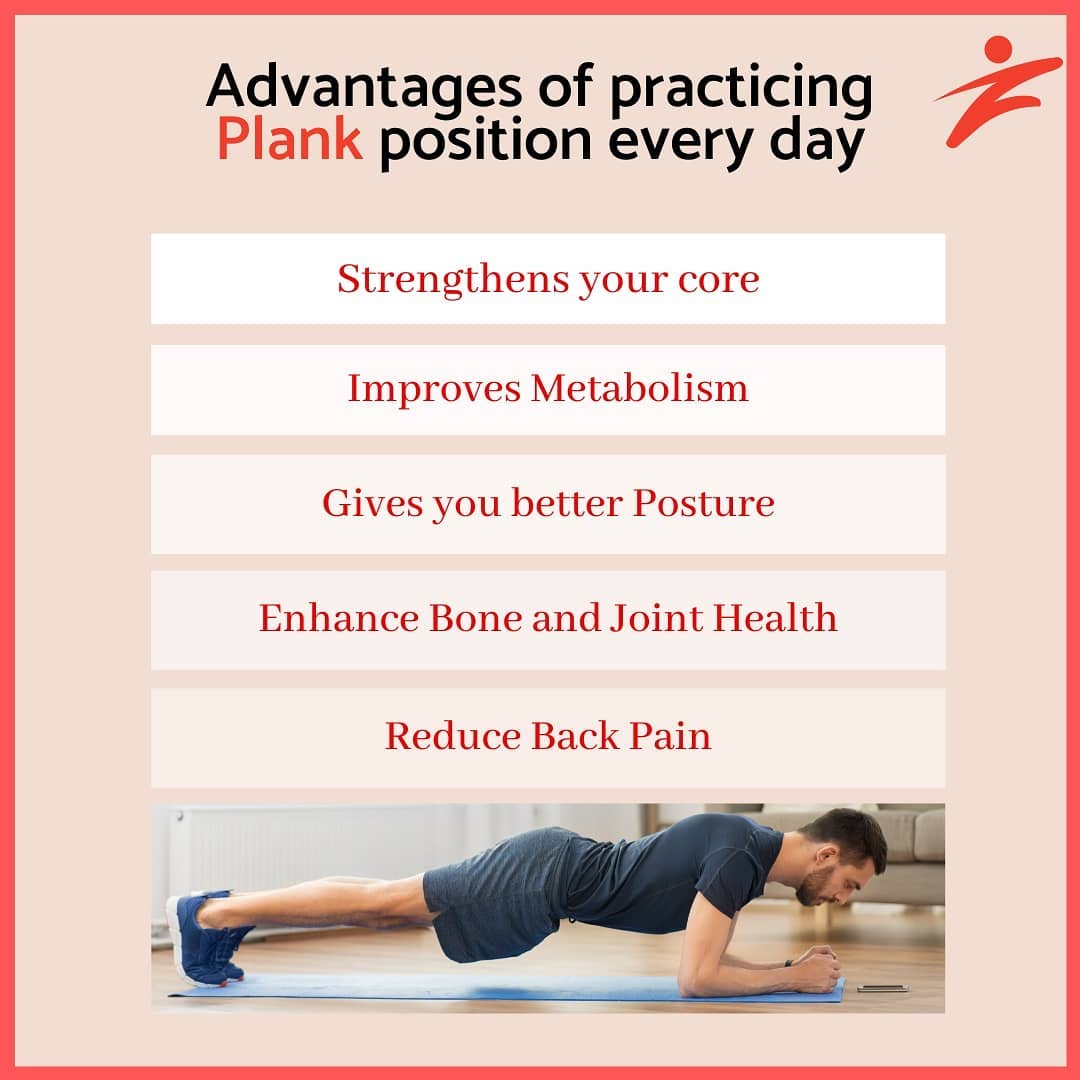 Advantages of practicing
Plank position every day
Strengthens your core
Improves Metabolism
Gives you better Posture
Enhance Bone and Joint Health
Reduce Back Pain